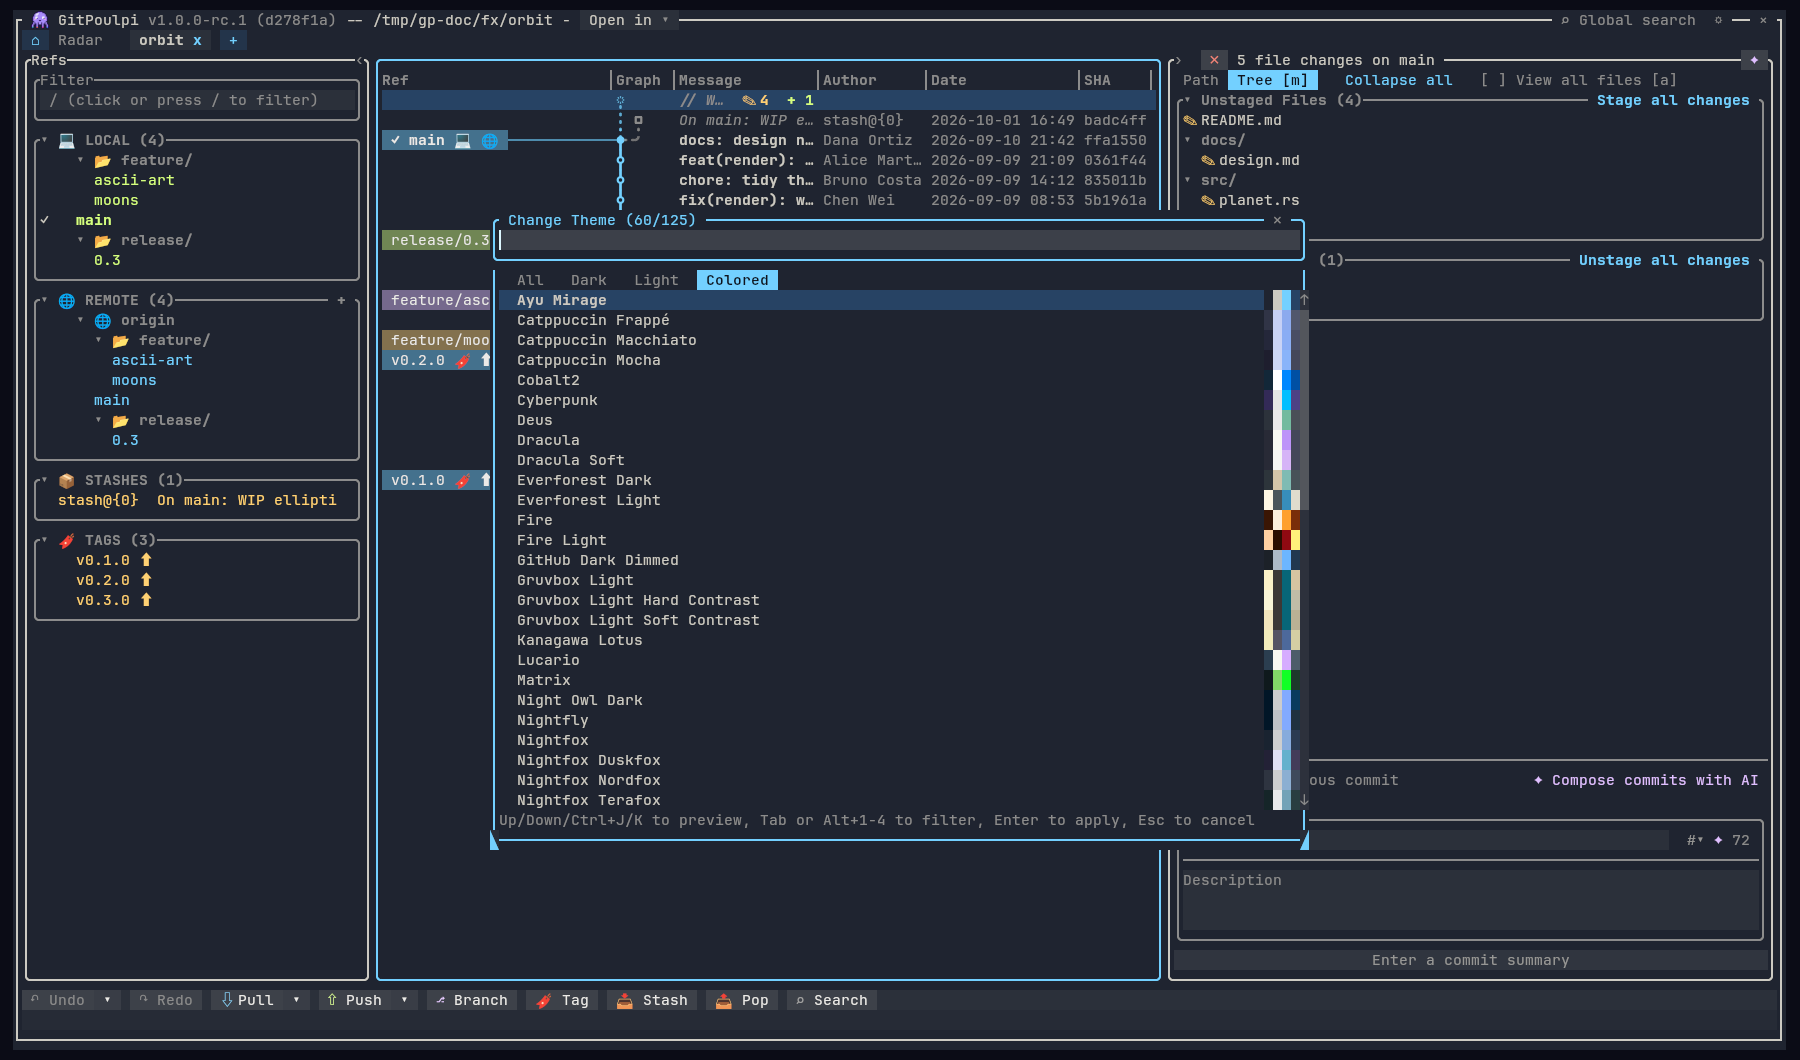 GitPoulpi v1.0.0-rc.1 (d278f1a) —— /tmp/gp-doc/fx/orbit - Open in ▾ Global search
⌂ Radar orbit x +
Refs
Filter
/ (click or press / to filter)
LOCAL (4)
feature/
ascii-art
moons
✓ main
release/
0.3
REMOTE (4) +
origin
feature/
ascii-art
moons
main
release/
0.3
STASHES (1)
stash@{0} On main: WIP ellipti
TAGS (3)
v0.1.0
v0.2.0
v0.3.0
Ref Graph Message Author Date SHA
// W… 4 + 1
On main: WIP e… stash@{0} 2026-10-01 16:49 badc4ff
✓ main docs: design n… Dana Ortiz 2026-09-10 21:42 ffa1550
feat(render): … Alice Mart… 2026-09-09 21:09 0361f44
chore: tidy th… Bruno Costa 2026-09-09 14:12 835011b
fix(render): w… Chen Wei 2026-09-09 08:53 5b1961a
release/0.3
feature/asc
feature/moo
v0.2.0
v0.1.0
Change Theme (60/125) ×
All Dark Light Colored
Ayu Mirage
Catppuccin Frappé
Catppuccin Macchiato
Catppuccin Mocha
Cobalt2
Cyberpunk
Deus
Dracula
Dracula Soft
Everforest Dark
Everforest Light
Fire
Fire Light
GitHub Dark Dimmed
Gruvbox Light
Gruvbox Light Hard Contrast
Gruvbox Light Soft Contrast
Kanagawa Lotus
Lucario
Matrix
Night Owl Dark
Nightfly
Nightfox
Nightfox Duskfox
Nightfox Nordfox
Nightfox Terafox
Up/Down/Ctrl+J/K to preview, Tab or Alt+1-4 to filter, Enter to apply, Esc to cancel
5 file changes on main
Path Tree [m] Collapse all [ ] View all files [a]
Unstaged Files (4) Stage all changes
README.md
docs/
design.md
src/
planet.rs
(1) Unstage all changes
ous commit ✦ Compose commits with AI
#▾ ✦ 72
Description
Enter a commit summary
Undo Redo Pull Push Branch Tag Stash Pop Search